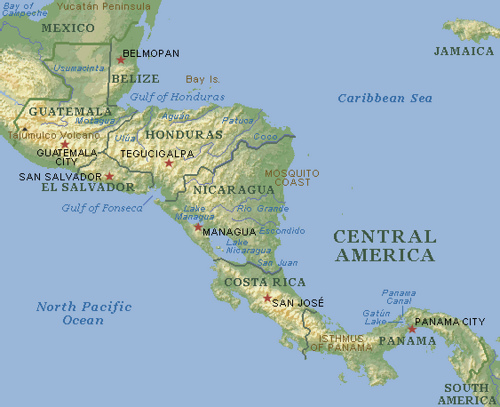 Bay of
Campeche
Yucatán Peninsula
MEXICO
JAMAICA
BELMOPAN
Usumacinta
BELIZE
Bay Is.
Gulf of Honduras
Caribbean Sea
GUATEMALA
Motagua
Tajumulco Volcano
Aguán
Patuca
Ulúa
HONDURAS
Coco
GUATEMALA
CITY
TEGUCIGALPA
SAN SALVADOR
EL SALVADOR
MOSQUITO
COAST
NICARAGUA
Gulf of Fonseca
Lake
Managua
Rio Grande
MANAGUA
Escondido
Lake
Nicaragua
CENTRAL
AMERICA
San Juan
COSTA RICA
North Pacific
Ocean
SAN JOSÉ
Panama
Canal
Gatún
Lake
PANAMA CITY
ISTHMUS
OF PANAMA
PANAMA
SOUTH
AMERICA